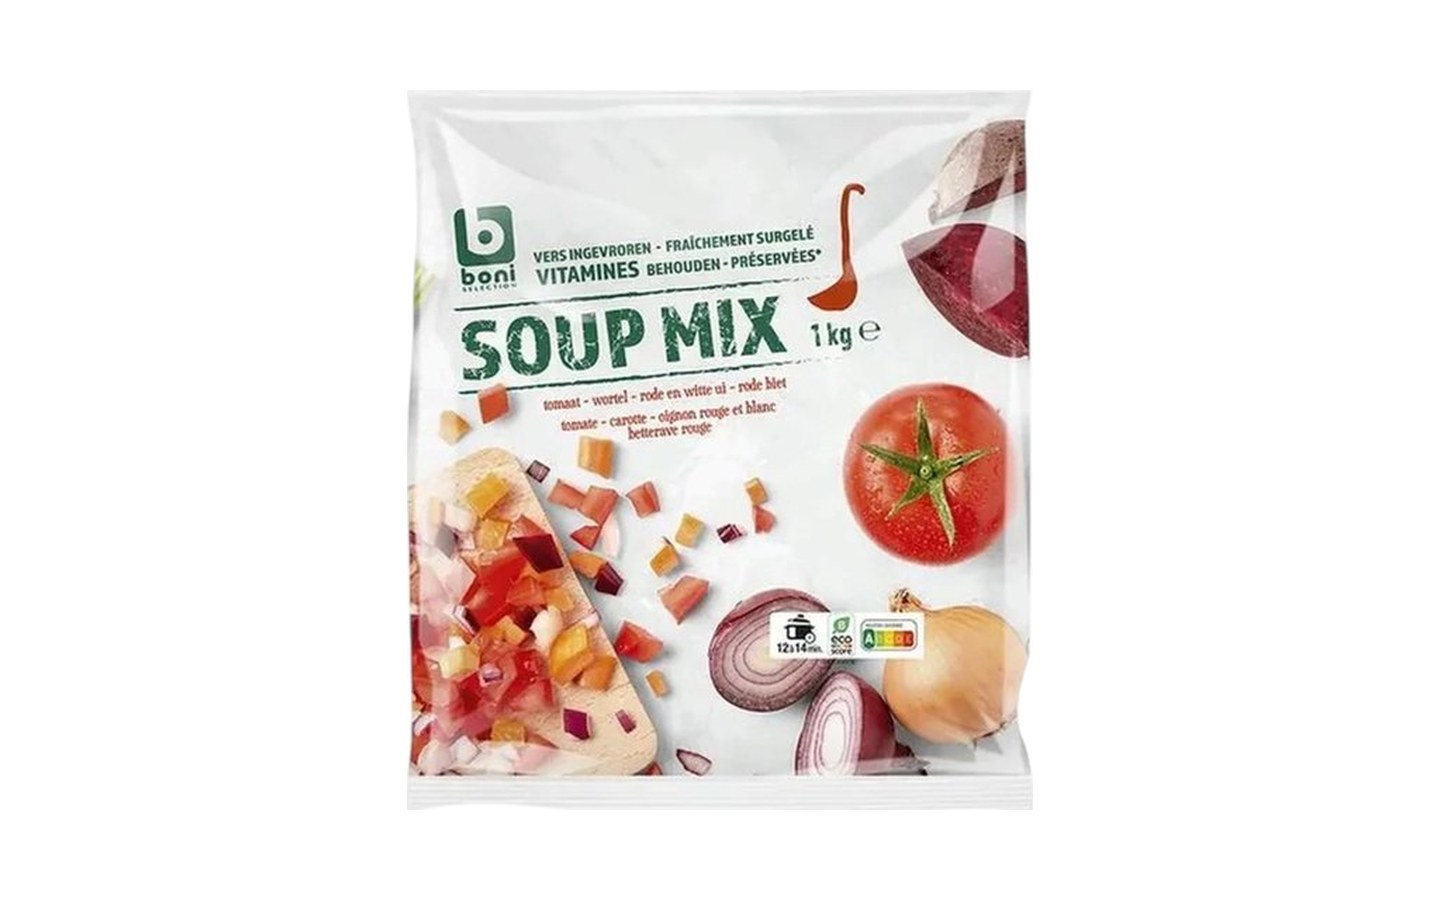 b
boni
SELECTION
VERS INGEVROREN - FRAÎCHEMENT SURGELÉ
VITAMINES BEHOUDEN - PRÉSERVÉES*
SOUP MIX
1 kg ℮
tomaat - wortel - rode en witte ui - rode biet
tomate - carotte - oignon rouge et blanc
betterave rouge
12 à 14 min.
B
eco
score
A B C D E